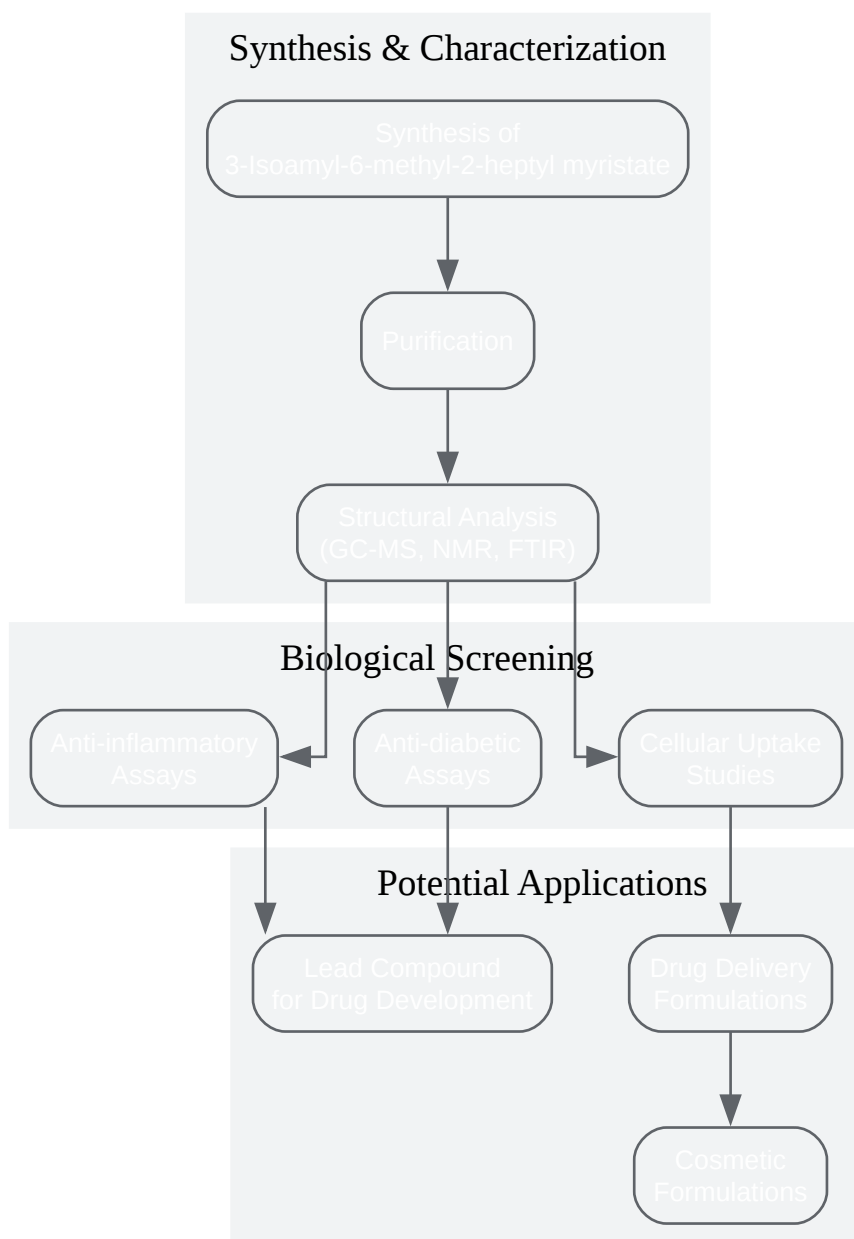 Synthesis & Characterization
Synthesis of
3-Isoamyl-6-methyl-2-heptyl myristate
Purification
Structural Analysis
(GC-MS, NMR, FTIR)
Biological Screening
Anti-inflammatory
Assays
Anti-diabetic
Assays
Cellular Uptake
Studies
Potential Applications
Lead Compound
for Drug Development
Drug Delivery
Formulations
Cosmetic
Formulations